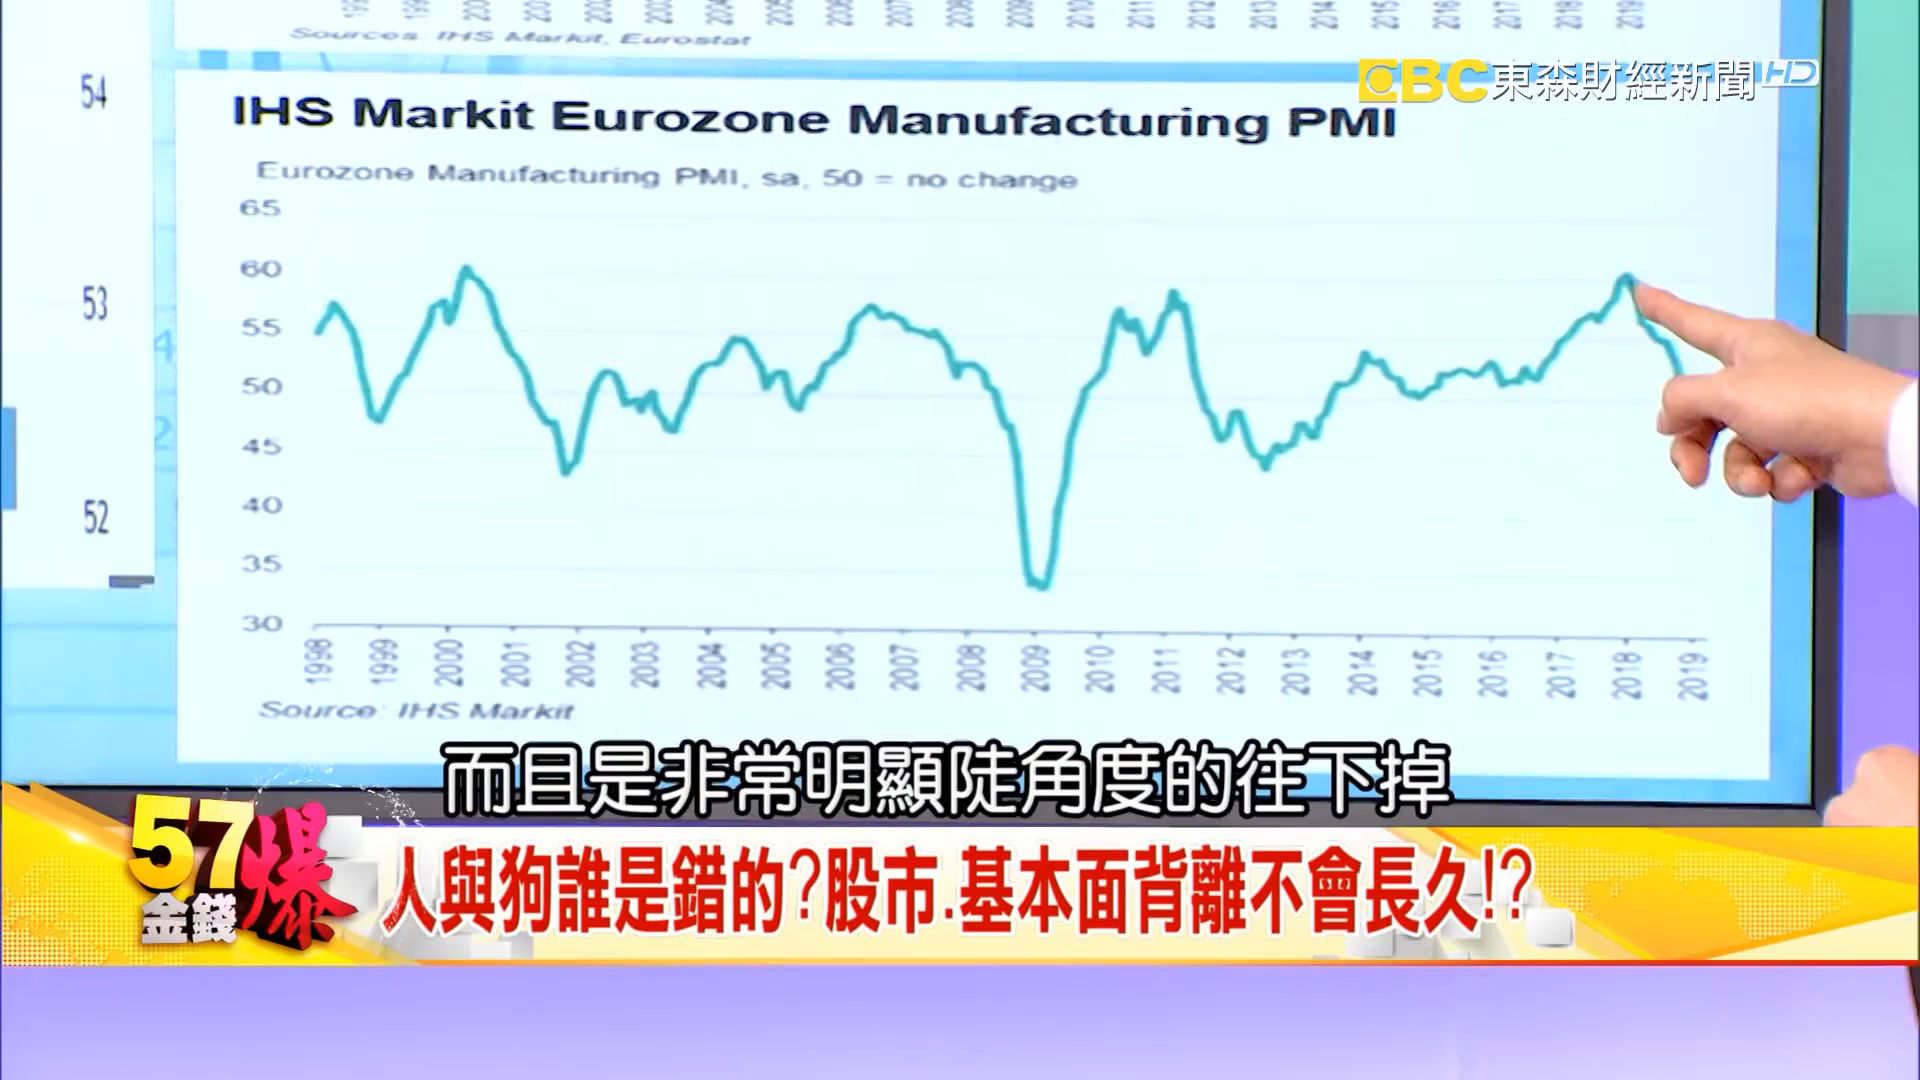 Sources: IHS Markit, Eurostat
54
53
52
EBC東森財經新聞HD
IHS Markit Eurozone Manufacturing PMI
Eurozone Manufacturing PMI, sa, 50 = no change
65
60
55
50
45
40
35
30
1998 1999 2000 2001 2002 2003 2004 2005 2006 2007 2008 2009 2010 2011 2012 2013 2014 2015 2016 2017 2018 2019
Source: IHS Markit
而且是非常明顯陡角度的往下掉
57金錢爆
人與狗誰是錯的?股市.基本面背離不會長久!?